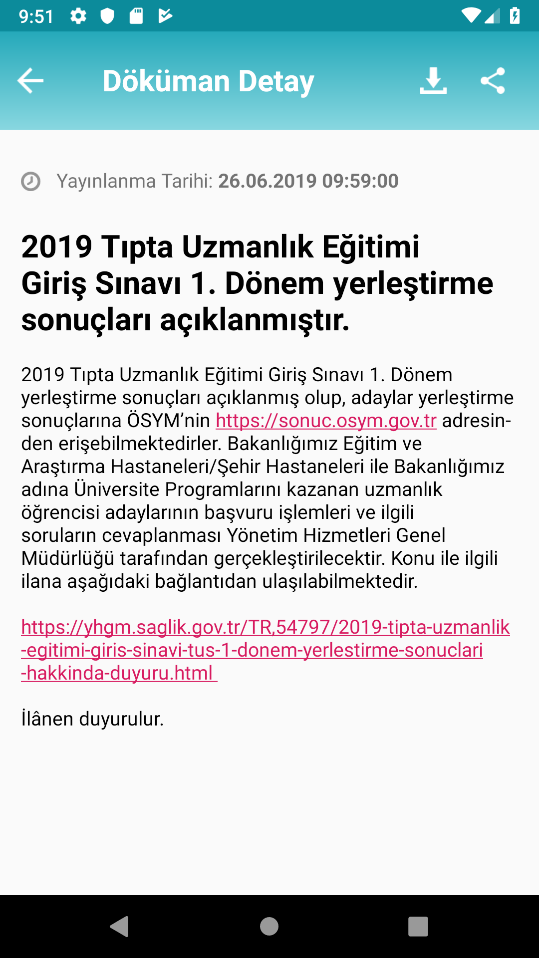 9:51
Döküman Detay
Yayınlanma Tarihi: 26.06.2019 09:59:00
2019 Tıpta Uzmanlık Eğitimi
Giriş Sınavı 1. Dönem yerleştirme
sonuçları açıklanmıştır.
2019 Tıpta Uzmanlık Eğitimi Giriş Sınavı 1. Dönem
yerleştirme sonuçları açıklanmış olup, adaylar yerleştirme
sonuçlarına ÖSYM’nin https://sonuc.osym.gov.tr adresin-
den erişebilmektedirler. Bakanlığımız Eğitim ve
Araştırma Hastaneleri/Şehir Hastaneleri ile Bakanlığımız
adına Üniversite Programlarını kazanan uzmanlık
öğrencisi adaylarının başvuru işlemleri ve ilgili
soruların cevaplanması Yönetim Hizmetleri Genel
Müdürlüğü tarafından gerçekleştirilecektir. Konu ile ilgili
ilana aşağıdaki bağlantıdan ulaşılabilmektedir.
https://yhgm.saglik.gov.tr/TR,54797/2019-tipta-uzmanlik
-egitimi-giris-sinavi-tus-1-donem-yerlestirme-sonuclari
-hakkinda-duyuru.html
İlânen duyurulur.